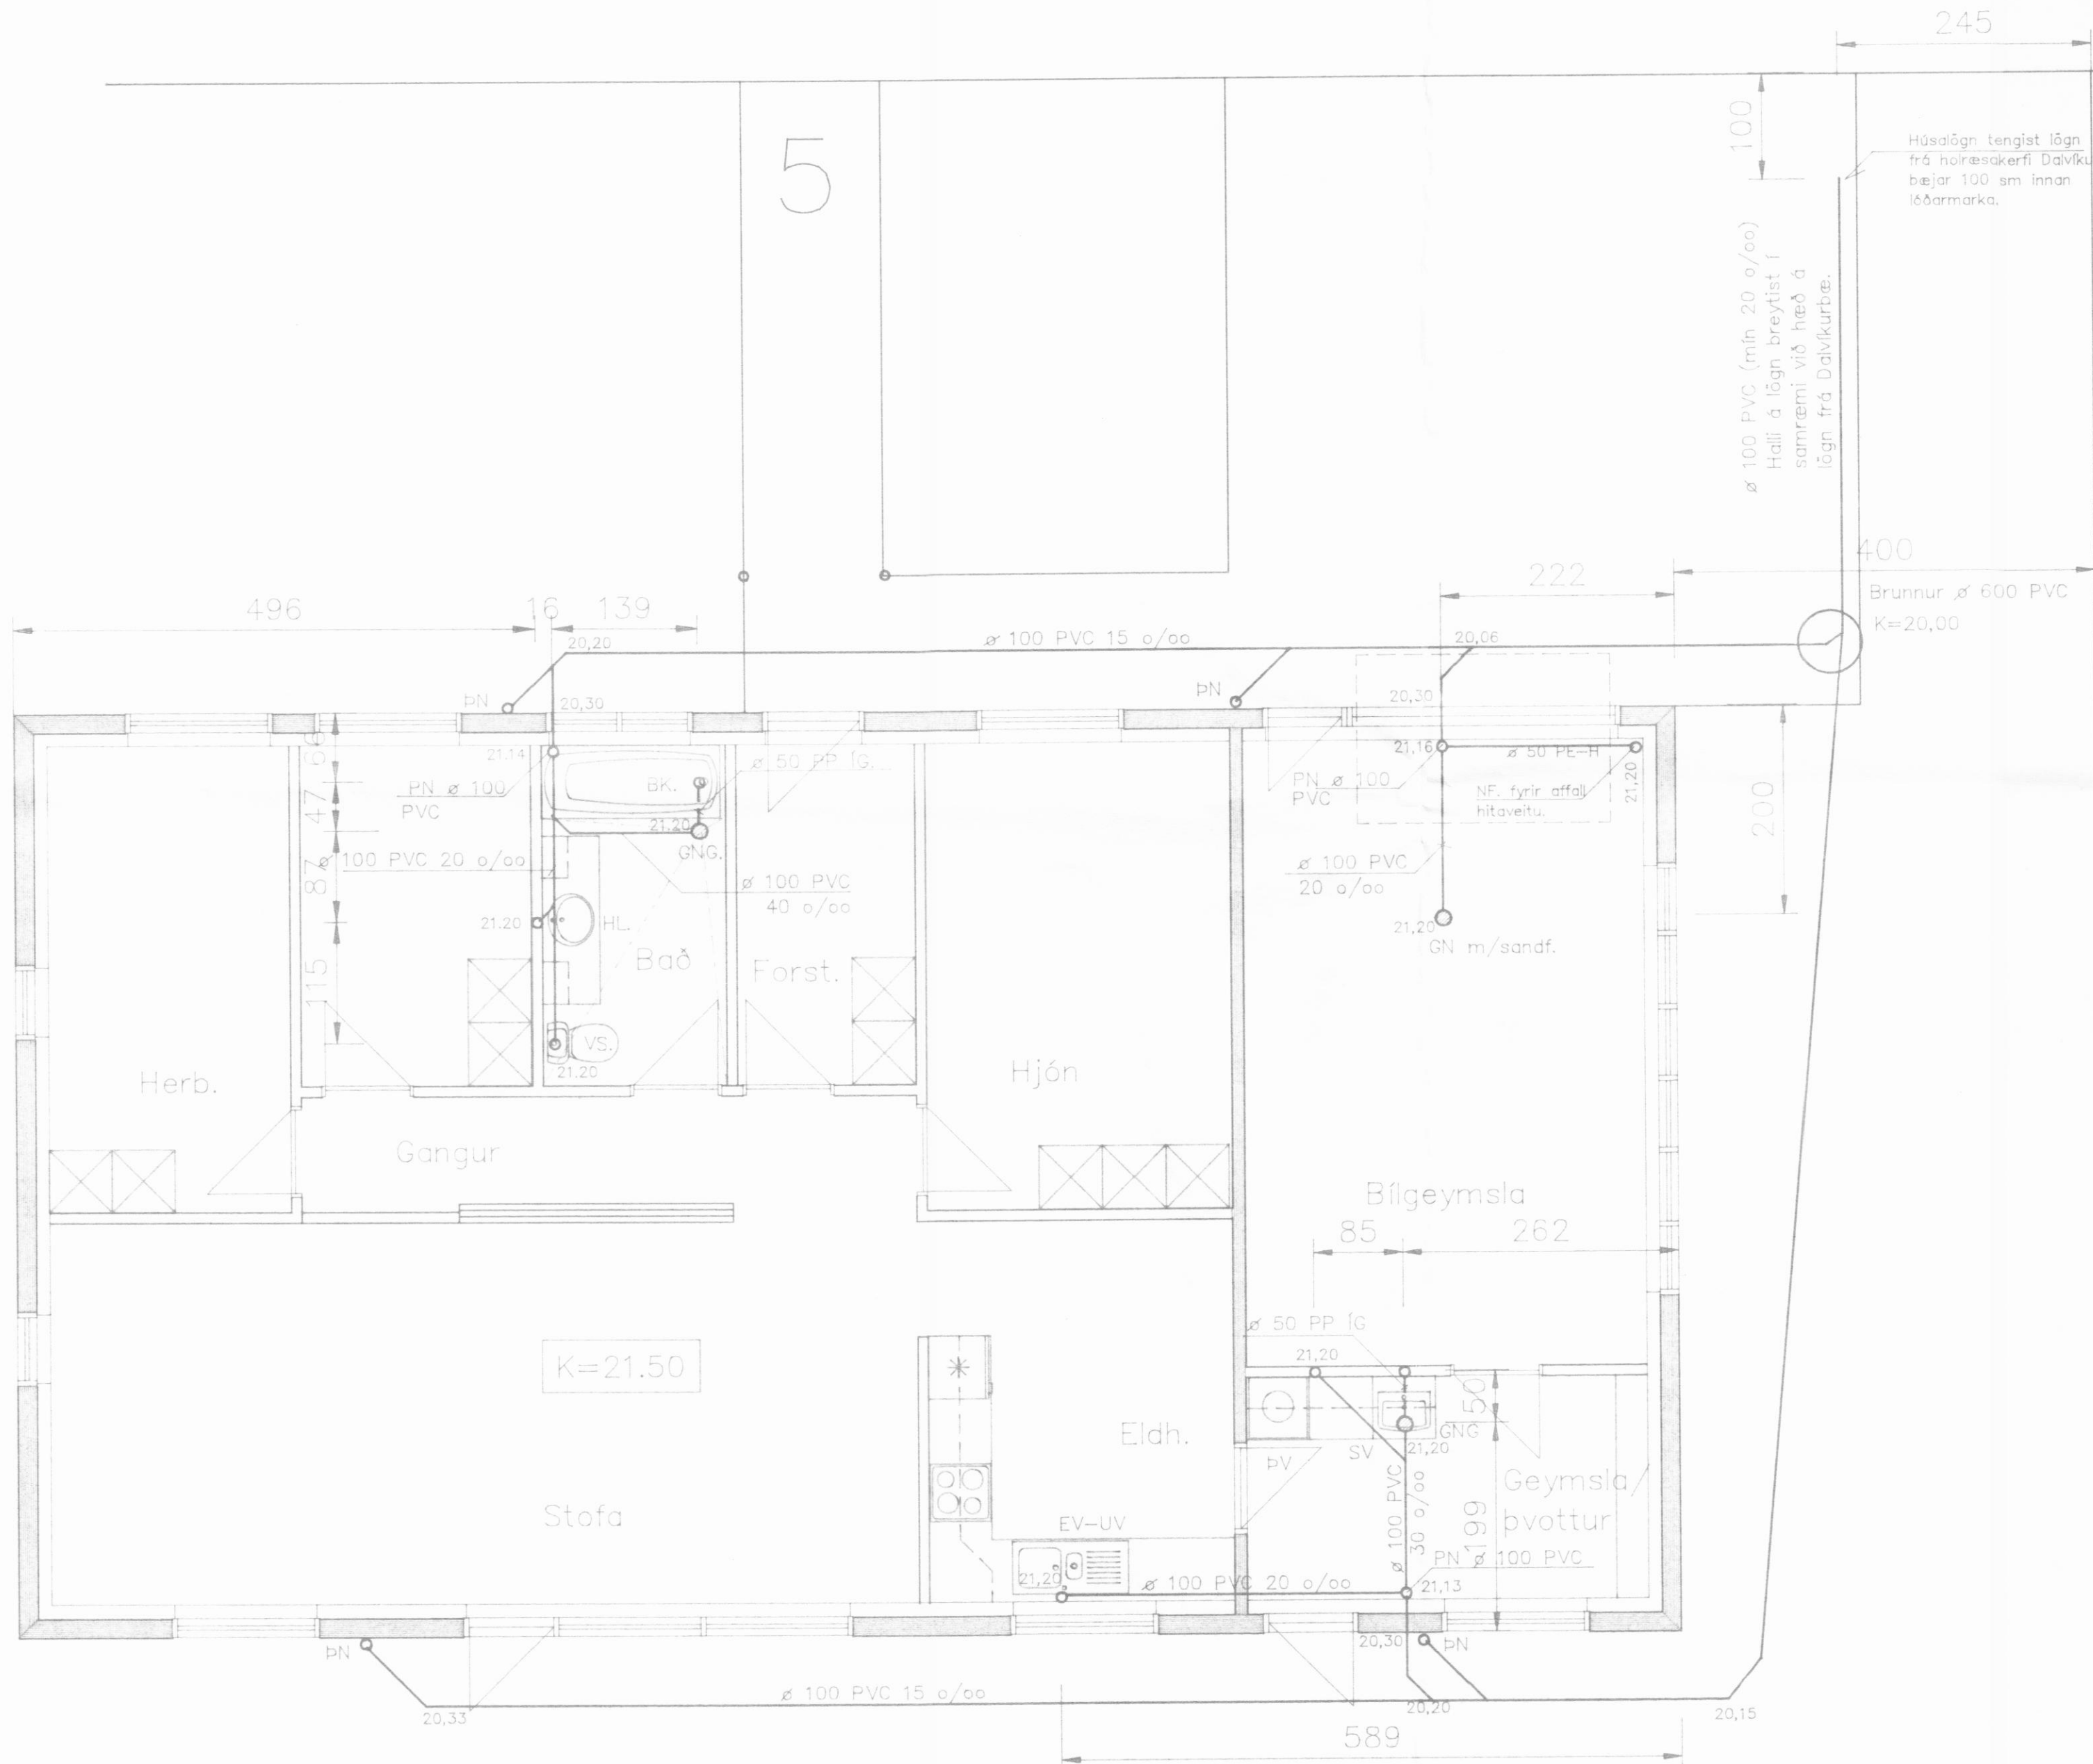 245
5
100
Húsalögn tengist lögn
frá holræsakerfi Dalvíku
bæjar 100 sm innan
lóðarmarka.
ø 100 PVC (mín 20 o/oo)
Halli á lögn breytist í
samræmi við hæð á
lögn frá Dalvíkurbæ.
400
222
Brunnur ø 600 PVC
K=20,00
496
16
139
20,20
ø 100 PVC 15 o/oo
20,06
ÞN
20,30
ÞN
20,30
21.14
47
87
115
PN ø 100
PVC
BK.
ø 50 PP ÍG.
21.20
GNG.
ø 100 PVC 20 o/oo
ø 100 PVC
40 o/oo
21.20
HL.
Bað
Forst.
VS.
21.20
Herb.
Hjón
Gangur
21,16
ø 50 PE-H
PN ø 100
PVC
NF. fyrir affall
hitaveitu.
21,20
200
ø 100 PVC
20 o/oo
21,20
GN m/sandf.
Bílgeymsla
85
262
ø 50 PP ÍG
21,20
K=21.50
50
GNG
21,20
SV
ÞV
Eldh.
ø 100 PVC
30 o/oo
199
Geymsla/
þvottur
Stofa
EV-UV
PN ø 100 PVC
21,20
ø 100 PVC 20 o/oo
21,13
20,30
ÞN
ÞN
ø 100 PVC 15 o/oo
20,33
20,20
20,15
589